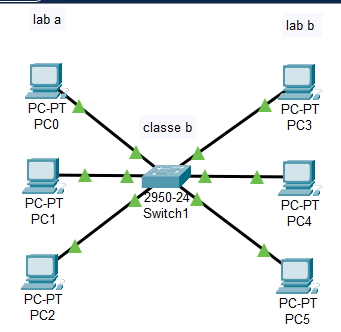 lab a
lab b
PC-PT
PC0
PC-PT
PC3
classe b
PC-PT
PC1
2950-24
Switch1
PC-PT
PC4
PC-PT
PC2
PC-PT
PC5